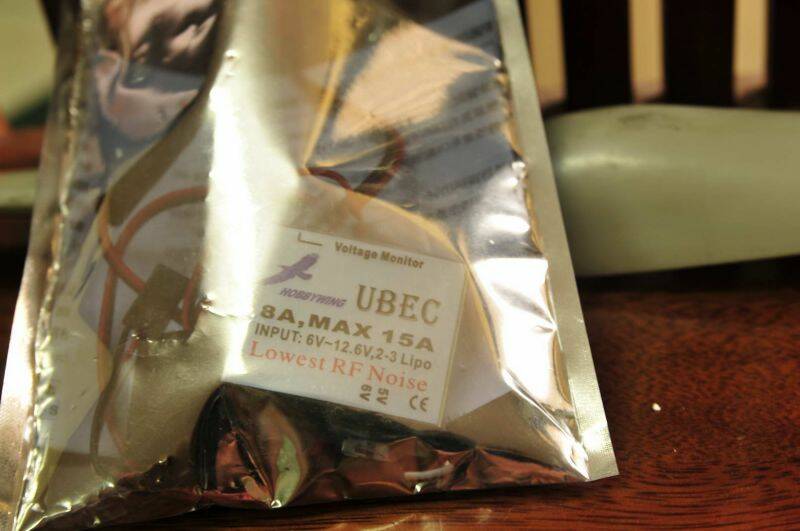 Voltage Monitor
HOBBYWING
UBEC
8A, MAX 15A
INPUT: 6V~12.6V,2-3 Lipo
Lowest RF Noise
5V
6V
CE